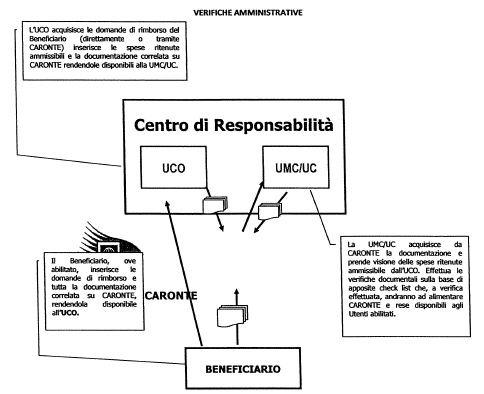 VERIFICHE AMMINISTRATIVE
L'UCO acquisisce le domande di rimborso del
Beneficiario (direttamente o tramite
CARONTE) inserisce le spese ritenute
ammissibili e la documentazione correlata su
CARONTE rendendole disponibili alla UMC/UC.
Centro di Responsabilità
UCO
UMC/UC
Il Beneficiario, ove
abilitato, inserisce le
domande di rimborso e
tutta la documentazione
correlata su CARONTE,
rendendola disponibile
all'UCO.
CARONTE
La UMC/UC acquisisce da
CARONTE la documentazione e
prende visione delle spese ritenute
ammissibile dall'UCO. Effettua le
verifiche documentali sulla base di
apposite check list che, a verifica
effettuata, andranno ad alimentare
CARONTE e rese disponibili agli
Utenti abilitati.
BENEFICIARIO